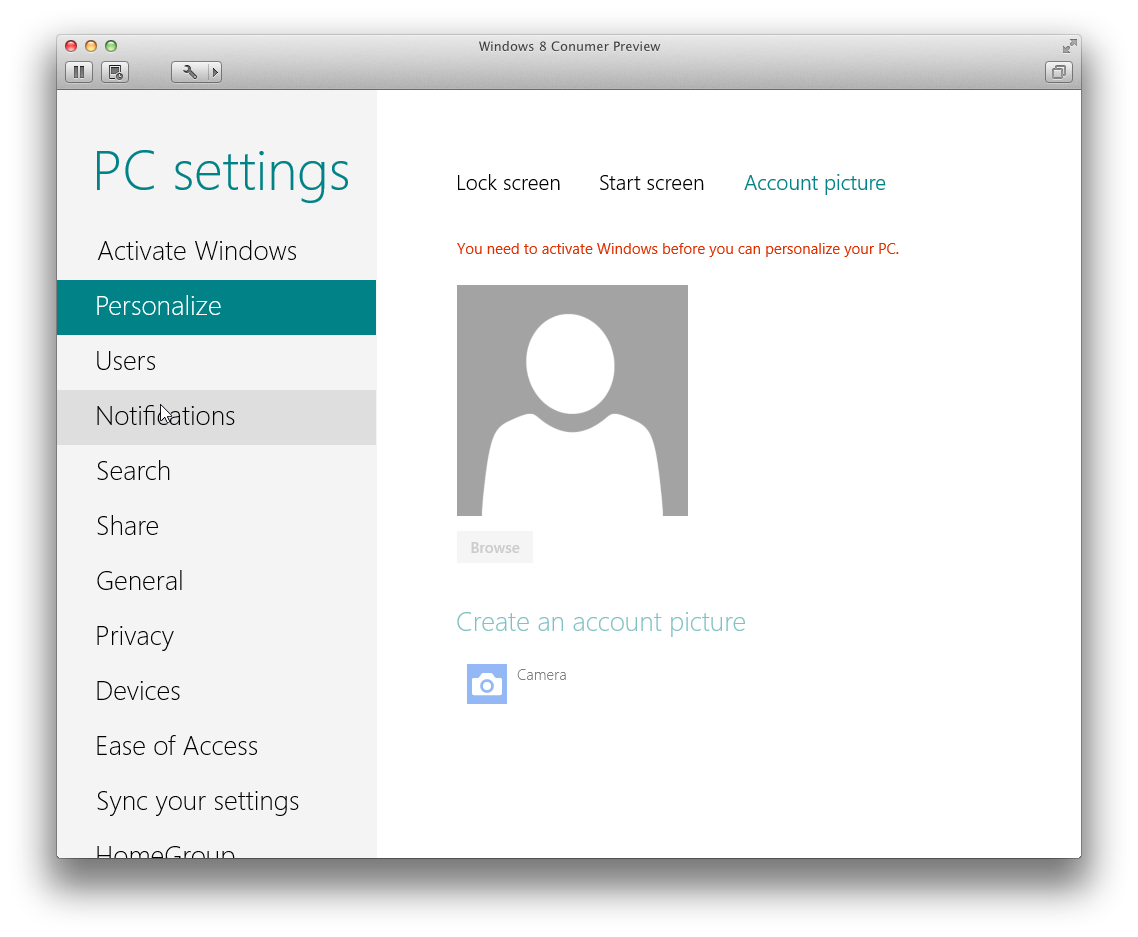 Windows 8 Conumer Preview
PC settings
Activate Windows
Personalize
Users
Notifications
Search
Share
General
Privacy
Devices
Ease of Access
Sync your settings
HomeGroup
Lock screen
Start screen
Account picture
You need to activate Windows before you can personalize your PC.
Browse
Create an account picture
Camera